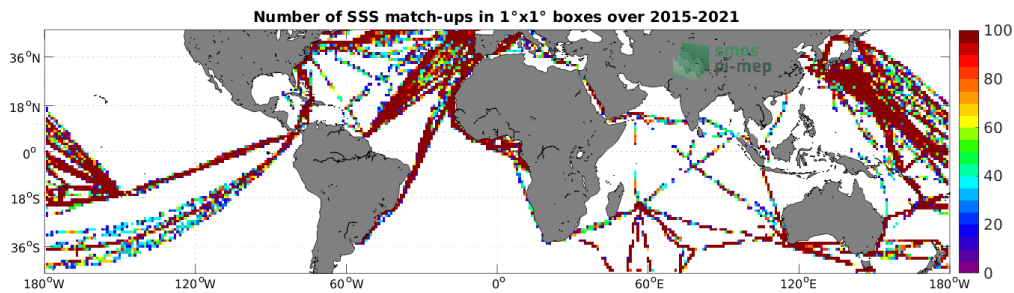 Number of SSS match-ups in 1°x1° boxes over 2015-2021
smos
pi-mep
36°N
18°N
0°
18°S
36°S
180°W
120°W
60°W
0°
60°E
120°E
180°W
100
80
60
40
20
0